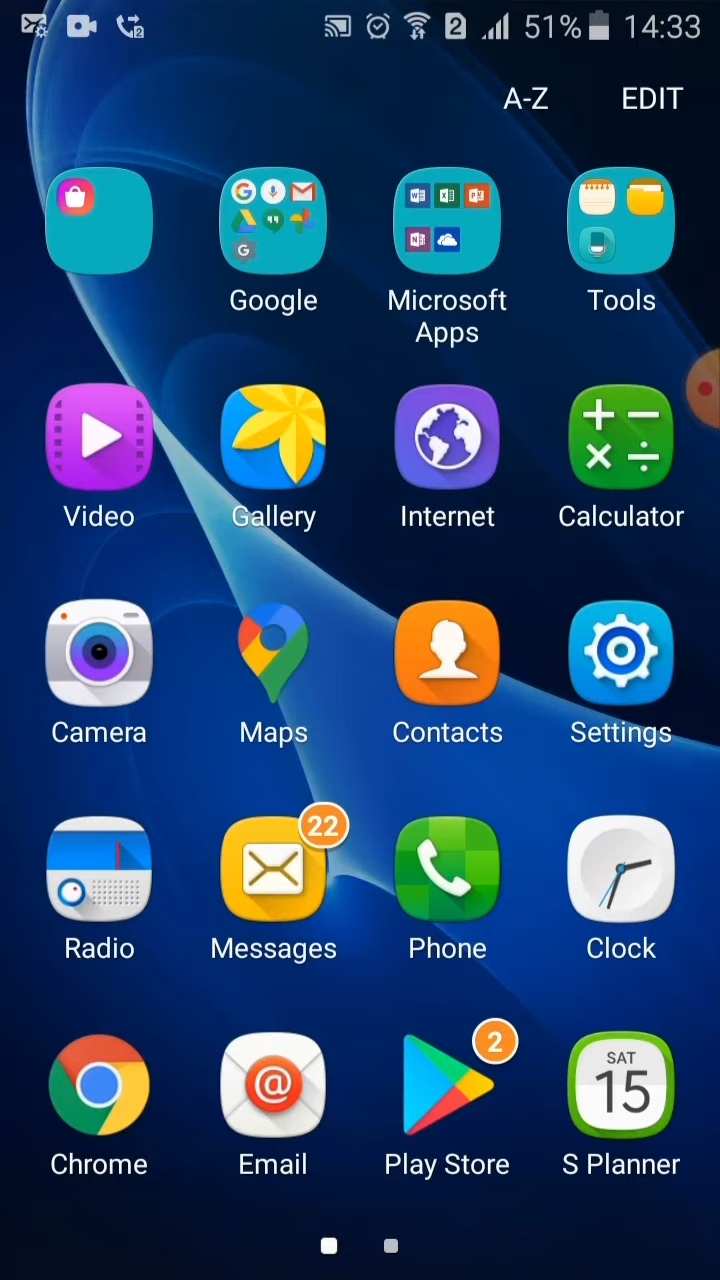 2 51% 14:33
A-Z EDIT
Google Microsoft Apps Tools
Video Gallery Internet Calculator
Camera Maps Contacts Settings
22
Radio Messages Phone Clock
2
SAT
15
Chrome Email Play Store S Planner